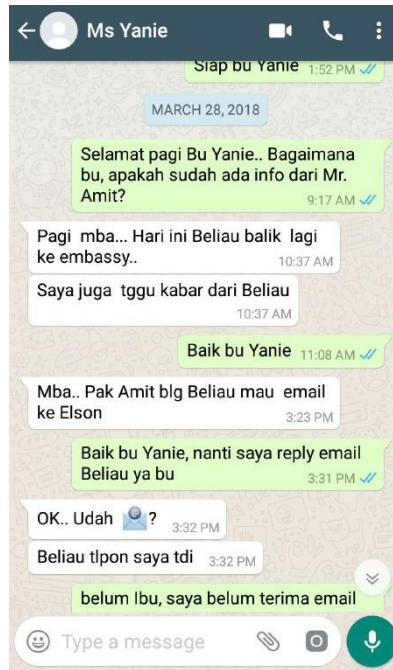 Ms Yanie
Siap bu Yanie 1:52 PM
MARCH 28, 2018
Selamat pagi Bu Yanie.. Bagaimana
bu, apakah sudah ada info dari Mr.
Amit?
9:17 AM
Pagi mba... Hari ini Beliau balik lagi
ke embassy..
10:37 AM
Saya juga tggu kabar dari Beliau
10:37 AM
Baik bu Yanie 11:08 AM
Mba.. Pak Amit blg Beliau mau email
ke Elson
3:23 PM
Baik bu Yanie, nanti saya reply email
Beliau ya bu
3:31 PM
OK.. Udah 📧? 3:32 PM
Beliau tlpon saya tdi 3:32 PM
belum Ibu, saya belum terima email
Type a message